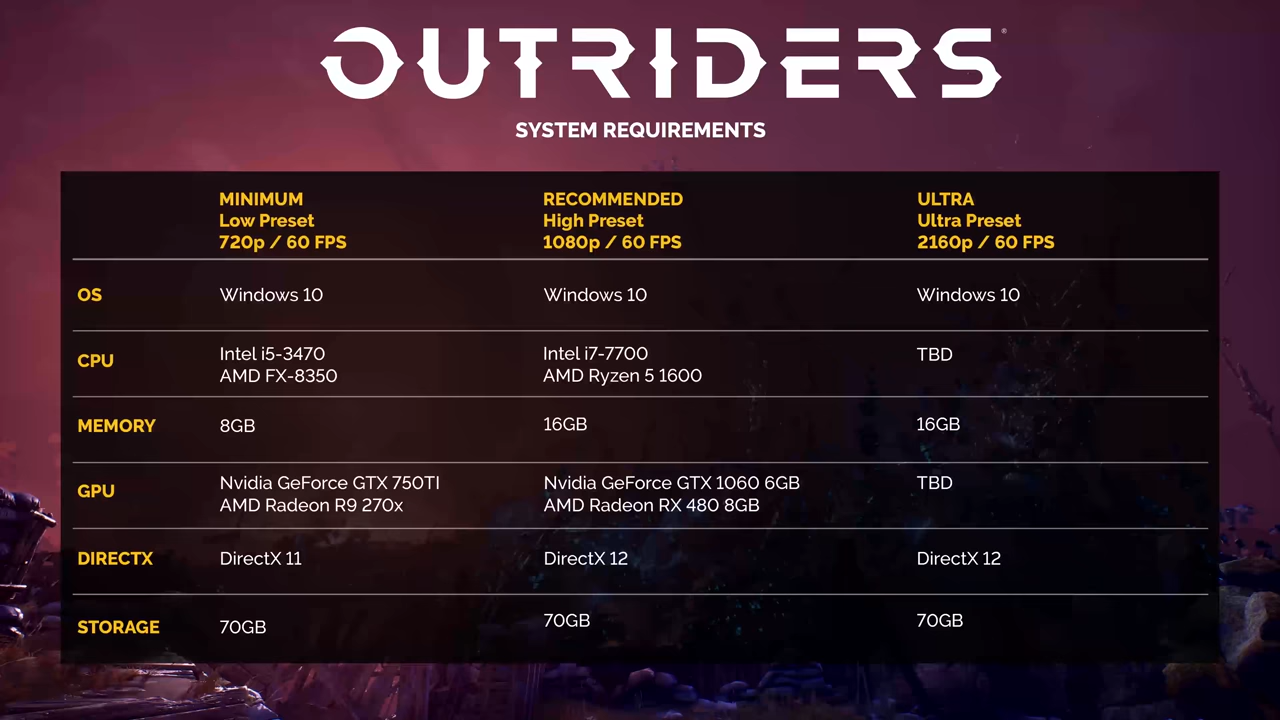 OUTRIDERS®
SYSTEM REQUIREMENTS
MINIMUM
Low Preset
720p / 60 FPS
RECOMMENDED
High Preset
1080p / 60 FPS
ULTRA
Ultra Preset
2160p / 60 FPS
OS
Windows 10
Windows 10
Windows 10
CPU
Intel i5-3470
AMD FX-8350
Intel i7-7700
AMD Ryzen 5 1600
TBD
MEMORY
8GB
16GB
16GB
GPU
Nvidia GeForce GTX 750TI
AMD Radeon R9 270x
Nvidia GeForce GTX 1060 6GB
AMD Radeon RX 480 8GB
TBD
DIRECTX
DirectX 11
DirectX 12
DirectX 12
STORAGE
70GB
70GB
70GB